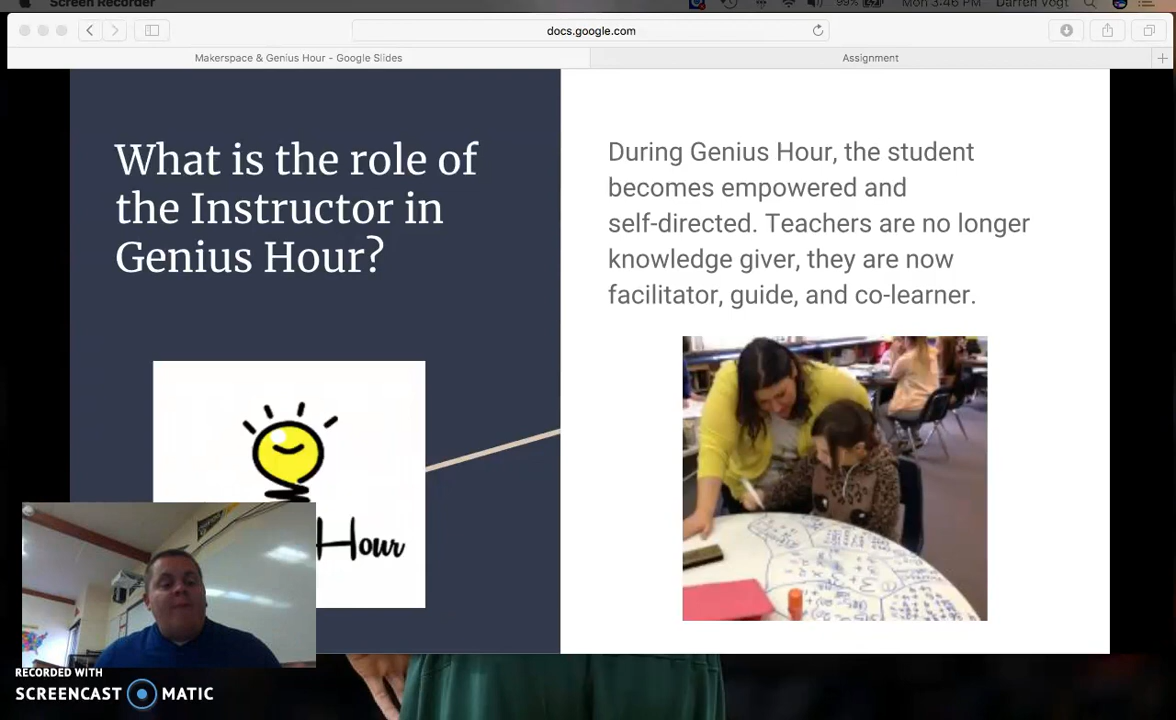 Screen Recorder
99%
Mon 3:46 PM
Darren Vogt
docs.google.com
Makerspace & Genius Hour - Google Slides
Assignment
What is the role of
the Instructor in
Genius Hour?
During Genius Hour, the student
becomes empowered and
self-directed. Teachers are no longer
knowledge giver, they are now
facilitator, guide, and co-learner.
Hour
RECORDED WITH
SCREENCAST MATIC